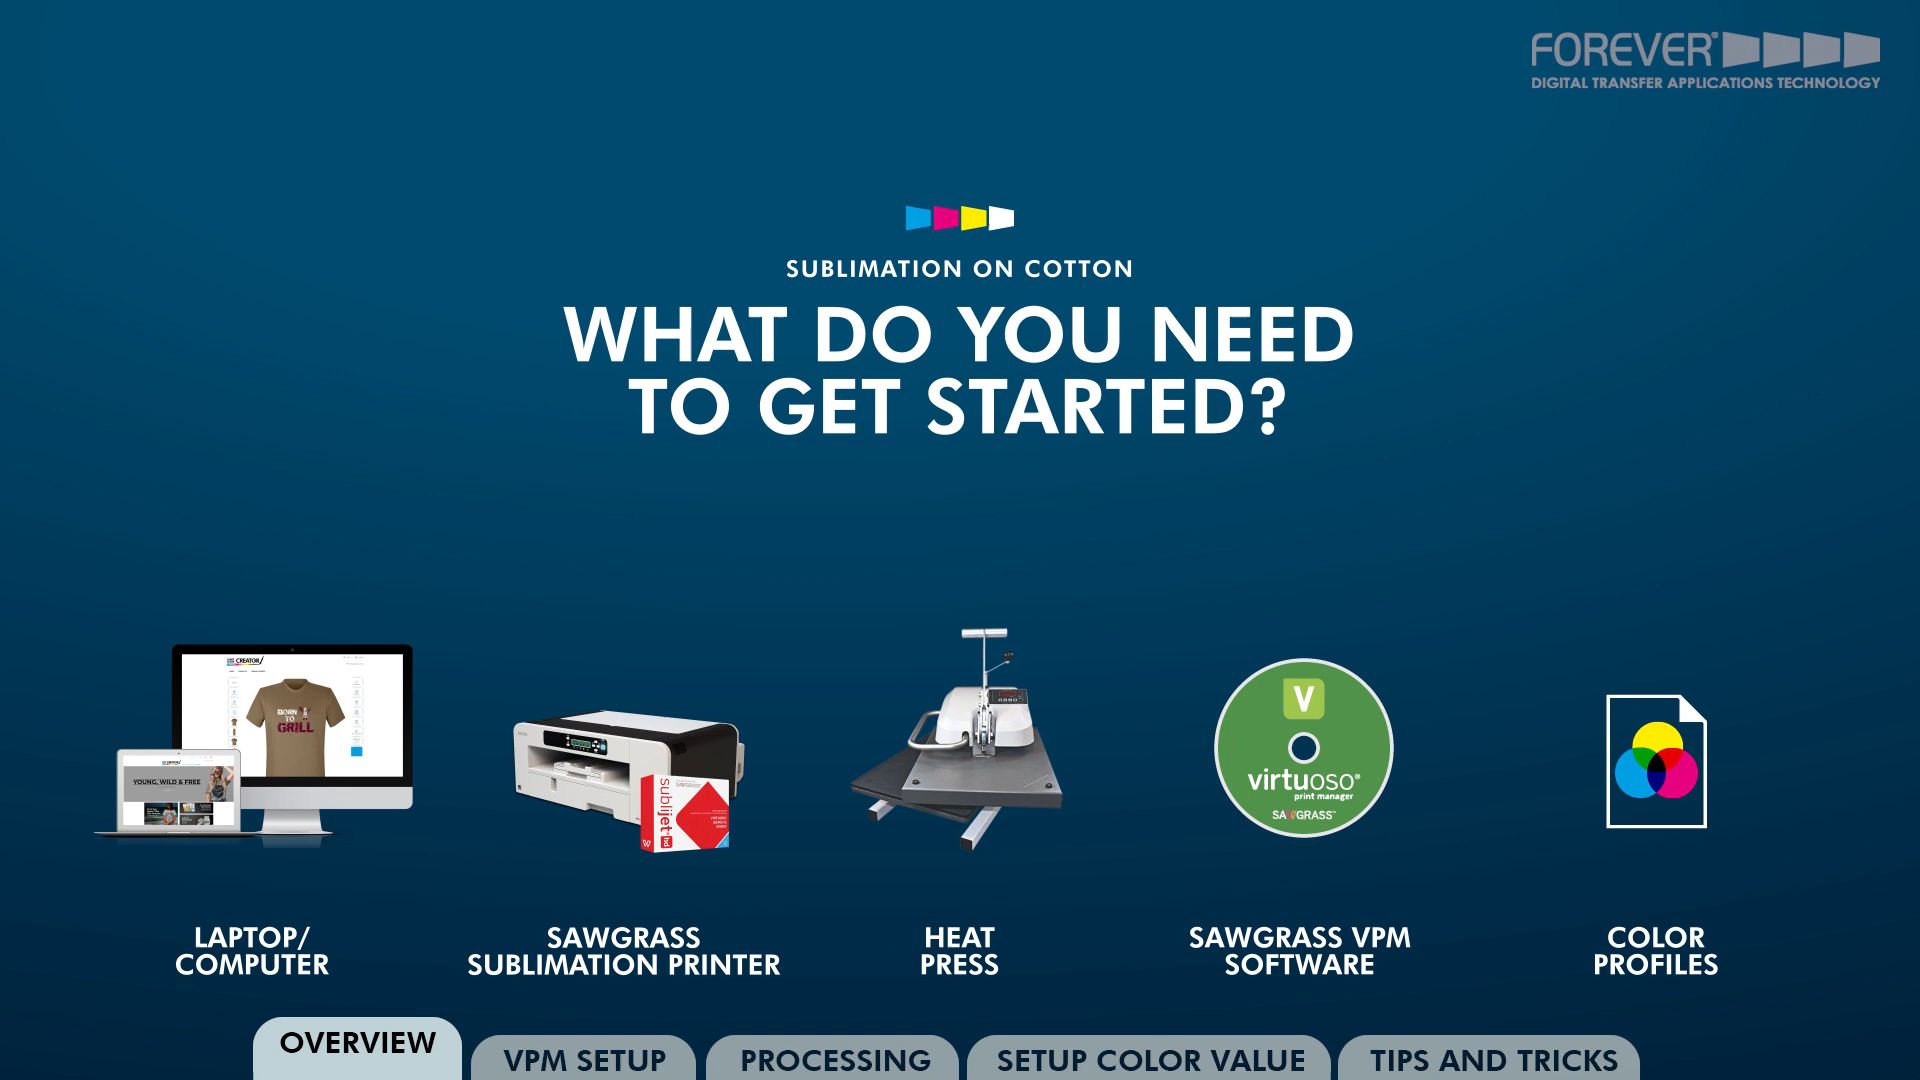 FOREVER®
DIGITAL TRANSFER APPLICATIONS TECHNOLOGY
SUBLIMATION ON COTTON
WHAT DO YOU NEED
TO GET STARTED?
CREATOR
BORN
TO
GRILL
YOUNG, WILD & FREE
sublijet hd
SAWGRASS
V
virtuoso®
print manager
SAWGRASS™
LAPTOP/
COMPUTER
SAWGRASS
SUBLIMATION PRINTER
HEAT
PRESS
SAWGRASS VPM
SOFTWARE
COLOR
PROFILES
OVERVIEW
VPM SETUP
PROCESSING
SETUP COLOR VALUE
TIPS AND TRICKS